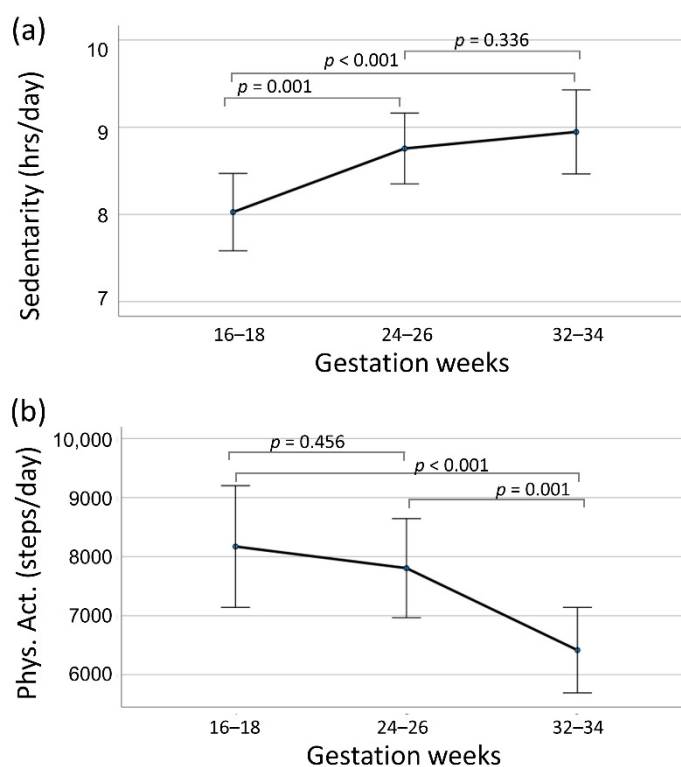 (a)
10
p = 0.336
p < 0.001
p = 0.001
9
8
7
Sedentarity (hrs/day)
16–18 24–26 32–34
Gestation weeks
(b)
10,000
p = 0.456
p < 0.001
p = 0.001
9000
8000
7000
6000
Phys. Act. (steps/day)
16–18 24–26 32–34
Gestation weeks